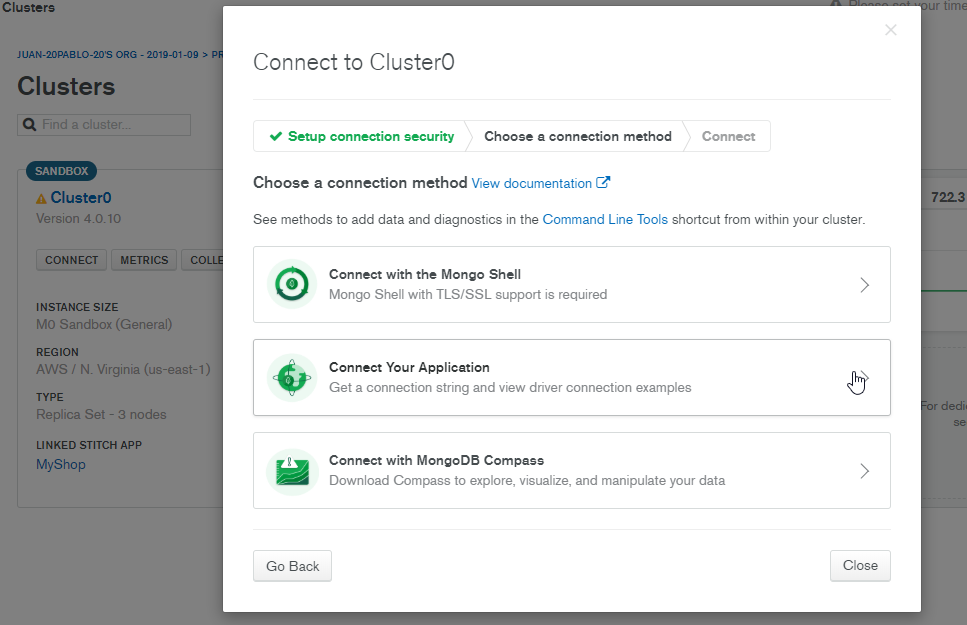 Clusters
Please set your time
JUAN-20PABLO-20'S ORG - 2019-01-09 > PR
Clusters
Find a cluster...
SANDBOX
Cluster0
Version 4.0.10
CONNECT
METRICS
COLLE
INSTANCE SIZE
M0 Sandbox (General)
REGION
AWS / N. Virginia (us-east-1)
TYPE
Replica Set - 3 nodes
LINKED STITCH APP
MyShop
Connect to Cluster0
Setup connection security
Choose a connection method
Connect
Choose a connection method View documentation
See methods to add data and diagnostics in the Command Line Tools shortcut from within your cluster.
Connect with the Mongo Shell
Mongo Shell with TLS/SSL support is required
Connect Your Application
Get a connection string and view driver connection examples
Connect with MongoDB Compass
Download Compass to explore, visualize, and manipulate your data
Go Back
Close
722.3
For dedic
se